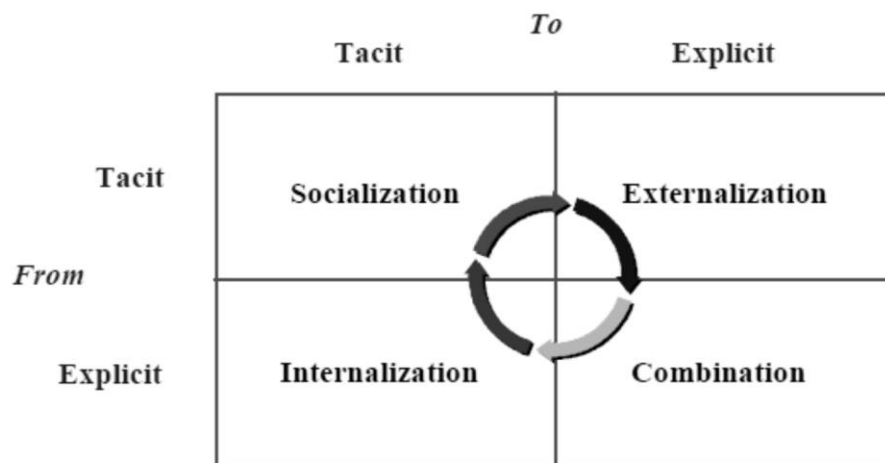 To
Tacit Explicit
Tacit
Socialization Externalization
From
Explicit
Internalization Combination